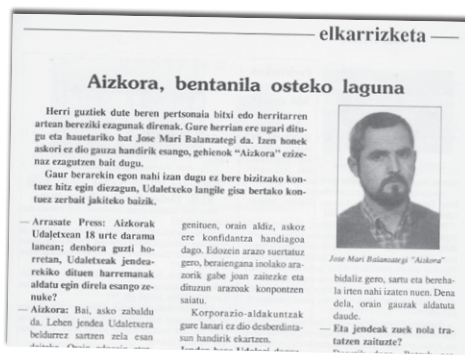 elkarrizketa
Aizkora, bentanila osteko laguna
Herri guztiek dute beren pertsonaia bitxi edo herritarren
artean bereziki ezagunak direnak. Gure herrian ere ugari ditu-
gu eta hauetariko bat Jose Mari Balanzategi da. Izen honek
askori ez dio gauza handirik esango, gehienok "Aizkora" ezize-
naz ezagutzen bait dugu.
Gaur berarekin egon nahi izan dugu ez bere bizitzako kon-
tuez hitz egin diezagun, Udaletxeko langile gisa bertako kon-
tuez zerbait jakiteko baizik.
Jose Mari Balanzategi "Aizkora"
— Arrasate Press: Aizkorak
Udaletxean 18 urte darama
lanean; denbora guzti ho-
rretan, Udaletxeak jendea-
rekiko dituen harremanak
aldatu egin direla esango ze-
nuke?
— Aizkora: Bai, asko zabaldu
da. Lehen jendea Udaletxera
beldurrez sartzen zela esan
genituen, orain aldiz, askoz
ere konfidantza handiagoa
dago. Edozein arazo suertatuz
gero, beraiengana inolako ara-
zorik gabe joan zaitezke eta
dituzun arazoak konpontzen
saiatu.
Korporazio-aldakuntzak
gure lanari ez dio desberdinta-
sun handirik ekartzen.
bidaliz gero, sartu eta bereha-
la irten nahi izaten nuen. Dena
dela, orain gauzak aldatuta
daude.
— Eta jendeak zuek nola tra-
tatzen zaituzte?